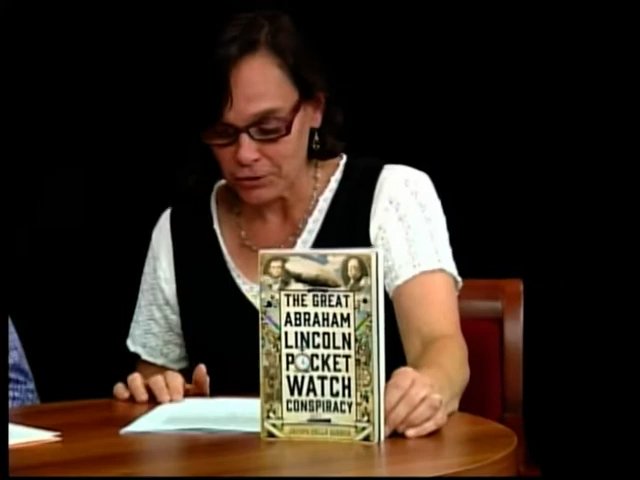 THE GREAT
ABRAHAM
LINCOLN
POCKET
WATCH
CONSPIRACY